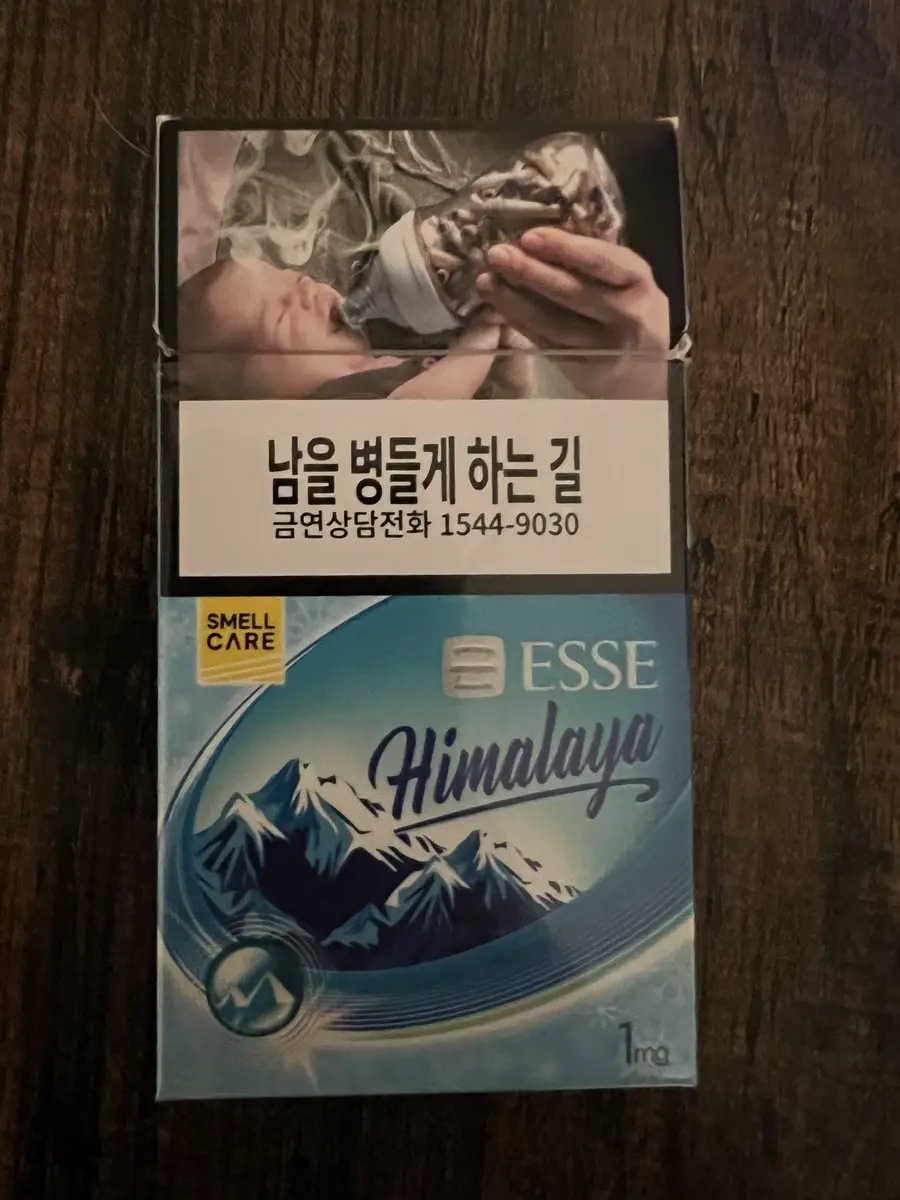 남을 병들게 하는 길
금연상담전화 1544-9030
SMELL
CARE
ESSE
Himalaya
1mg